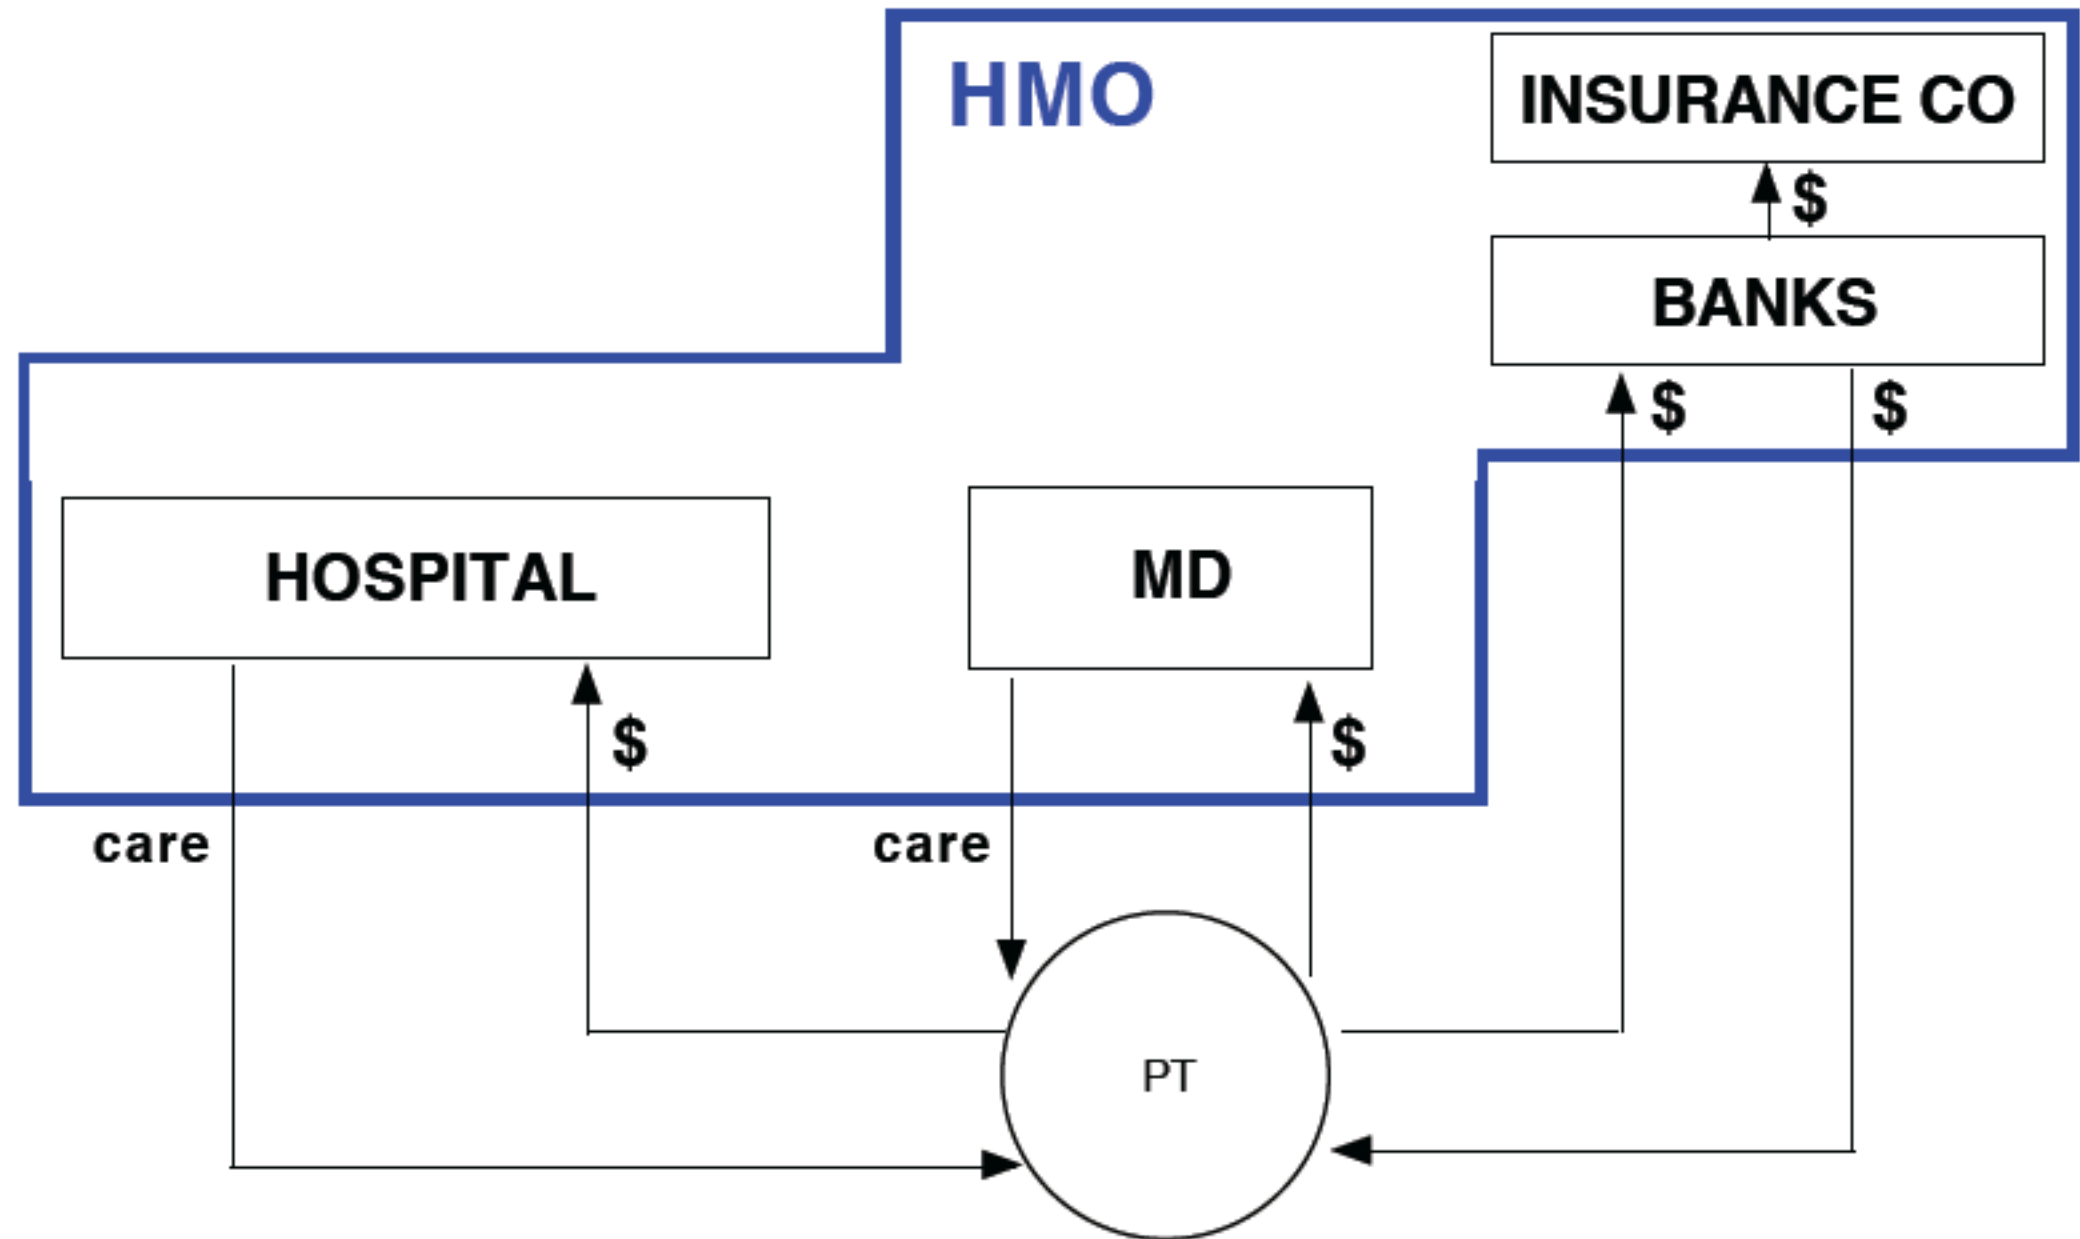 HMO
INSURANCE CO
$
BANKS
$ $
HOSPITAL
MD
$
$
care
care
PT